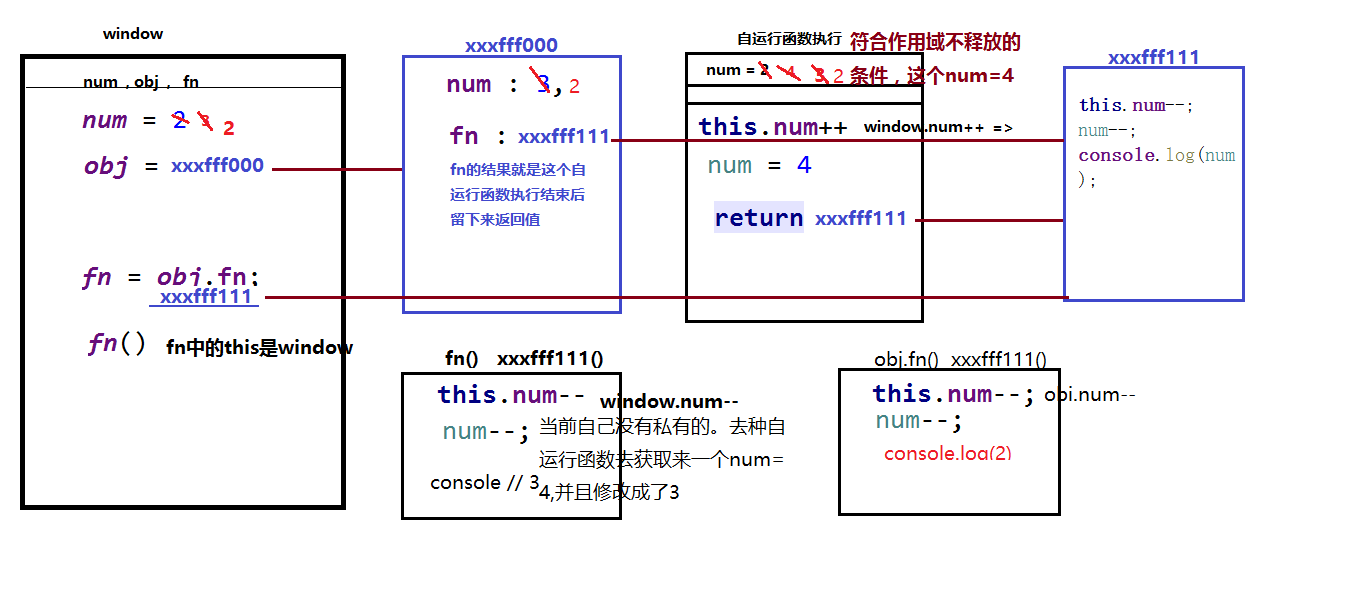 window
num , obj , fn
num = 2 3 2
obj = xxxfff000
fn = obj.fn;
xxxfff111
fn() fn中的this是window
xxxfff000
num : 3, 2
fn : xxxfff111
fn的结果就是这个自
运行函数执行结束后
留下来返回值
自运行函数执行 符合作用域不释放的
条件，这个num=4
num = 2 4 3 2
this.num++ window.num++ =>
num = 4
return xxxfff111
xxxfff111
this.num--;
num--;
console.log(num
);
fn() xxxfff111()
this.num-- window.num--
num--; 当前自己没有私有的。去种自
运行函数去获取来一个num=
4,并且修改成了3
console // 3
obj.fn() xxxfff111()
this.num--; obj.num--
num--;
console.log(2)